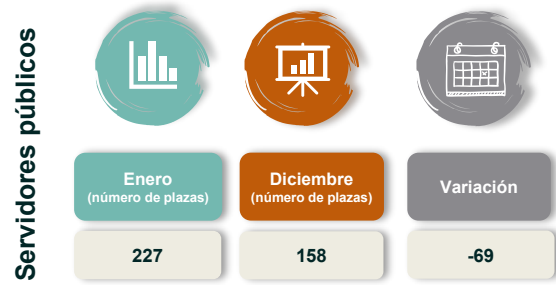 Servidores públicos
Enero
(número de plazas)
Diciembre
(número de plazas)
Variación
227
158
-69